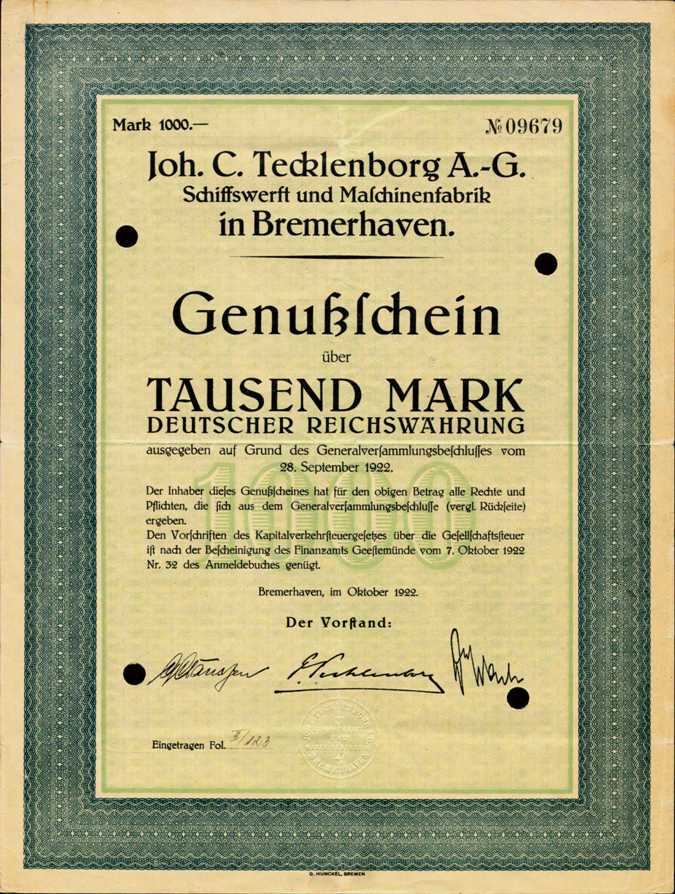 Mark 1000.—
№ 09679
Joh. C. Tecklenborg A.-G.
Schiffswerft und Maſchinenfabrik
in Bremerhaven.
Genußſchein
über
TAUSEND MARK
DEUTSCHER REICHSWÄHRUNG
ausgegeben auf Grund des Generalverſammlungsbeſchluſſes vom
28. September 1922.
1000
Der Inhaber dieſes Genußſcheines hat für den obigen Betrag alle Rechte und
Pflichten, die ſich aus dem Generalverſammlungsbeſchluſſe (vergl. Rückſeite)
ergeben.
Den Vorſchriften des Kapitalverkehrſteuergeſetzes über die Geſellſchaftsſteuer
iſt nach der Beſcheinigung des Finanzamts Geeſtemünde vom 7. Oktober 1922
Nr. 32 des Anmeldebuches genügt.
Bremerhaven, im Oktober 1922.
Der Vorſtand:
Tecklenborg
Eingetragen Fol. /123
G. HUNCKEL, BREMEN